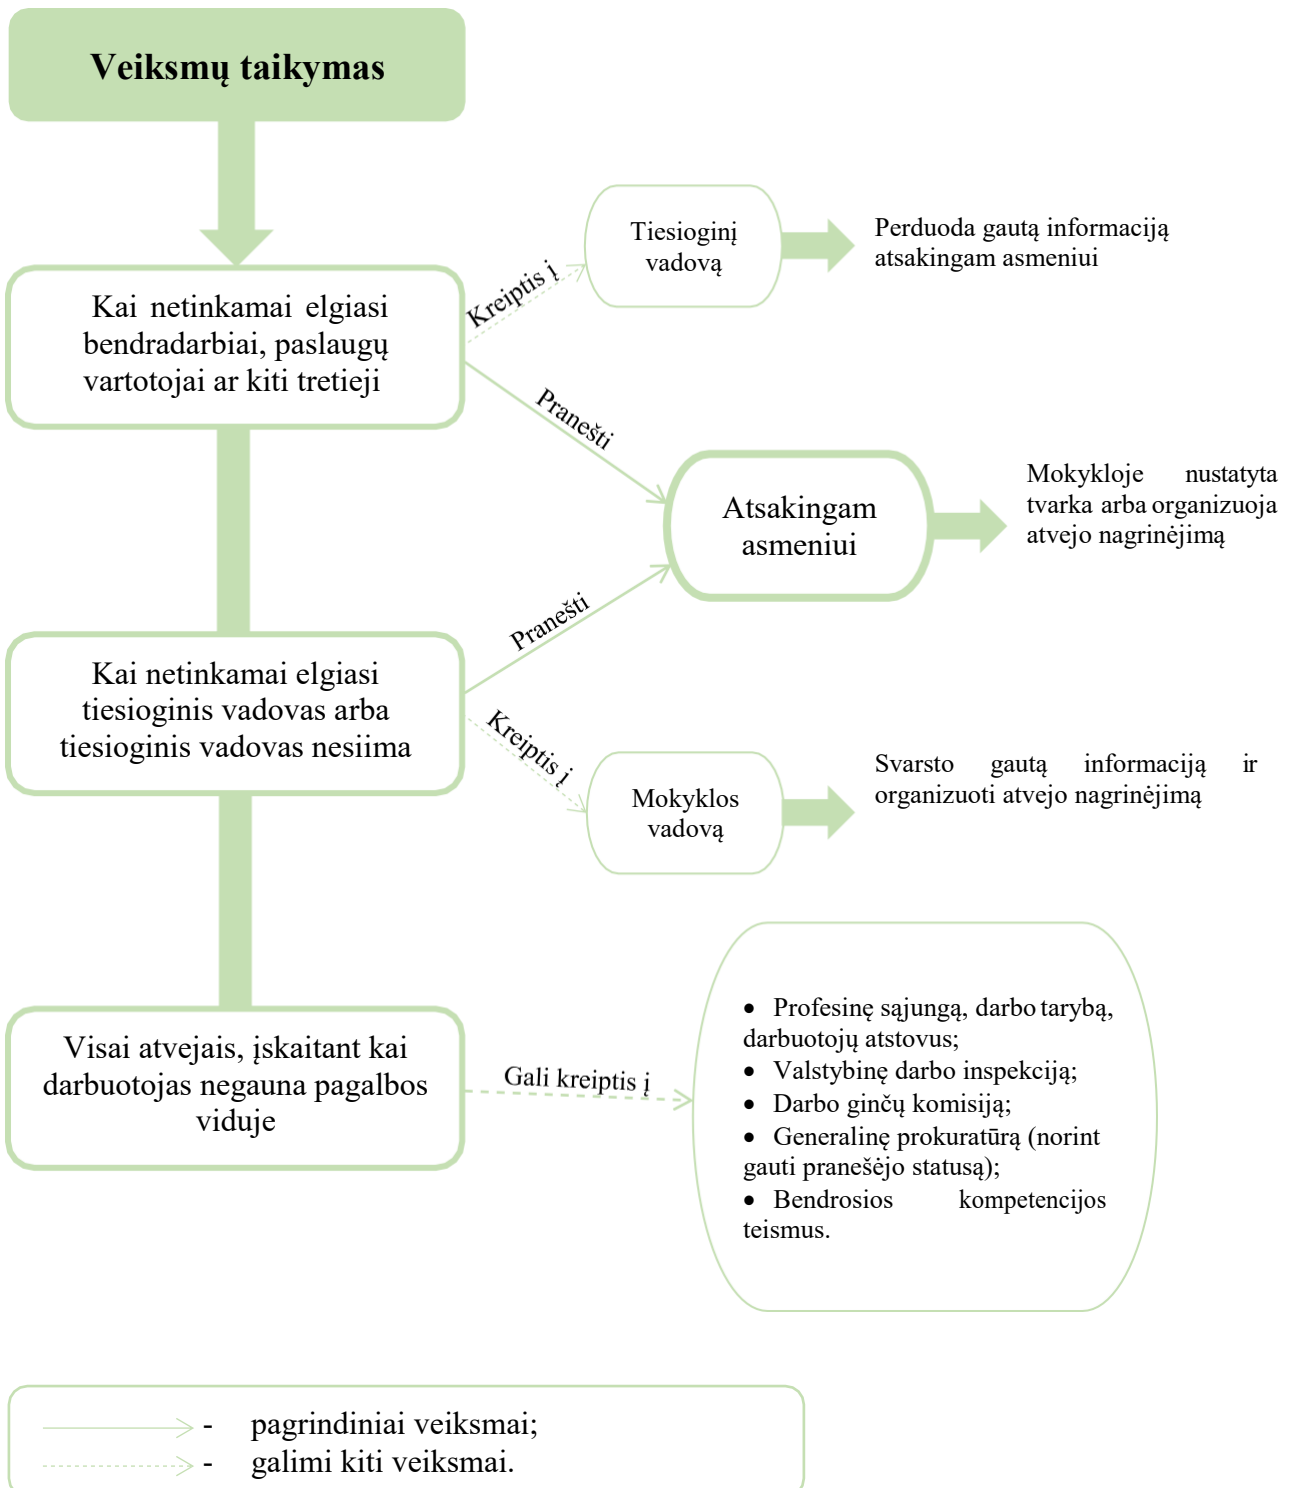 Veiksmų taikymas
Tiesioginį
vadovą
Perduoda gautą informaciją
atsakingam asmeniui
Kreiptis į
Kai netinkamai elgiasi
bendradarbiai, paslaugų
vartotojai ar kiti tretieji
Pranešti
Atsakingam
asmeniui
Mokykloje nustatyta
tvarka arba organizuoja
atvejo nagrinėjimą
Pranešti
Kai netinkamai elgiasi
tiesioginis vadovas arba
tiesioginis vadovas nesiima
Kreiptis į
Mokyklos
vadovą
Svarsto gautą informaciją ir
organizuoti atvejo nagrinėjimą
Visai atvejais, įskaitant kai
darbuotojas negauna pagalbos
viduje
Gali kreiptis į
• Profesinę sąjungą, darbo tarybą,
darbuotojų atstovus;
• Valstybinę darbo inspekciją;
• Darbo ginčų komisiją;
• Generalinę prokuratūrą (norint
gauti pranešėjo statusą);
• Bendrosios kompetencijos
teismus.
- pagrindiniai veiksmai;
- galimi kiti veiksmai.